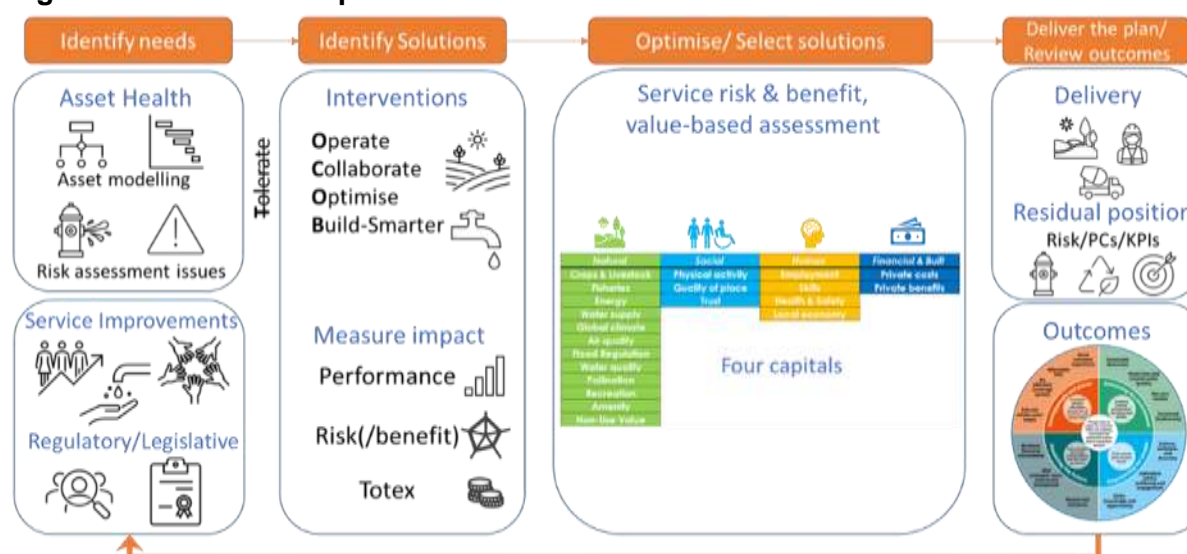 Identify needs
Identify Solutions
Optimise/ Select solutions
Deliver the plan/
Review outcomes
Asset Health
Asset modelling
Risk assessment issues
Service Improvements
Regulatory/Legislative
Tolerate
Interventions
Operate
Collaborate
Optimise
Build-Smarter
Measure impact
Performance
Risk(/benefit)
Totex
Service risk & benefit,
value-based assessment
Natural
Crops & Livestock
Fisheries
Energy
Water supply
Global climate
Air quality
Flood Regulation
Water quality
Pollination
Recreation
Amenity
Non-Use Value
Social
Physical activity
Quality of place
Trust
Human
Employment
Skills
Health & Safety
Local economy
Financial & Built
Private costs
Private benefits
Four capitals
Delivery
Residual position
Risk/PCs/KPIs
Outcomes